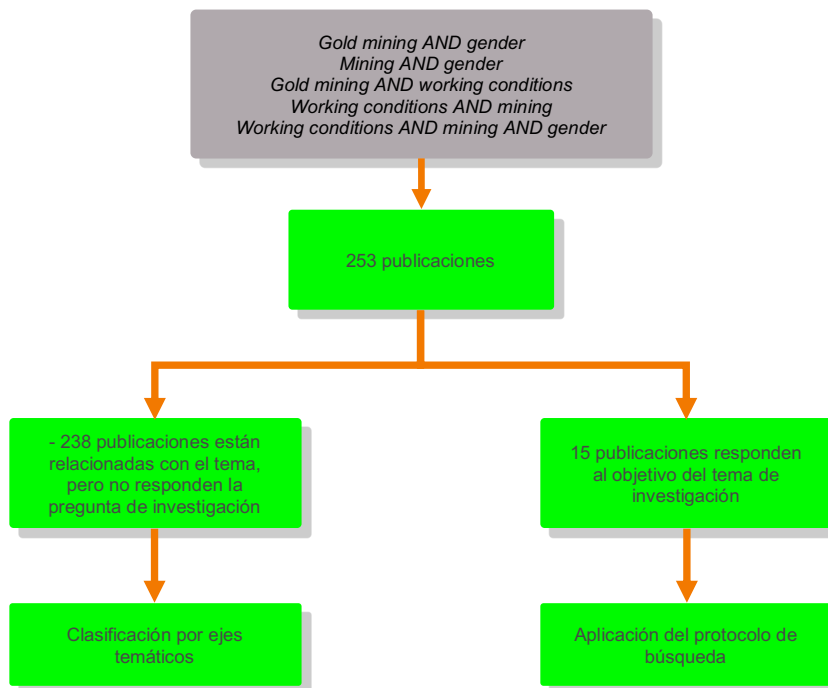 Gold mining AND gender
Mining AND gender
Gold mining AND working conditions
Working conditions AND mining
Working conditions AND mining AND gender
253 publicaciones
- 238 publicaciones están
relacionadas con el tema,
pero no responden la
pregunta de investigación
15 publicaciones responden
al objetivo del tema de
investigación
Clasificación por ejes
temáticos
Aplicación del protocolo de
búsqueda